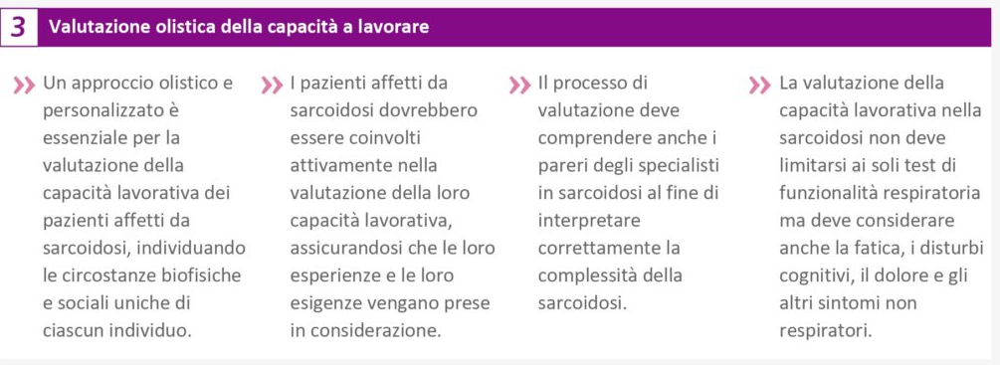 3 Valutazione olistica della capacità a lavorare
Un approccio olistico e
personalizzato è
essenziale per la
valutazione della
capacità lavorativa dei
pazienti affetti da
sarcoidosi, individuando
le circostanze biofisiche
e sociali uniche di
ciascun individuo.
I pazienti affetti da
sarcoidosi dovrebbero
essere coinvolti
attivamente nella
valutazione della loro
capacità lavorativa,
assicurandosi che le loro
esperienze e le loro
esigenze vengano prese
in considerazione.
Il processo di
valutazione deve
comprendere anche i
pareri degli specialisti
in sarcoidosi al fine di
interpretare
correttamente la
complessità della
sarcoidosi.
La valutazione della
capacità lavorativa nella
sarcoidosi non deve
limitarsi ai soli test di
funzionalità respiratoria
ma deve considerare
anche la fatica, i disturbi
cognitivi, il dolore e gli
altri sintomi non
respiratori.